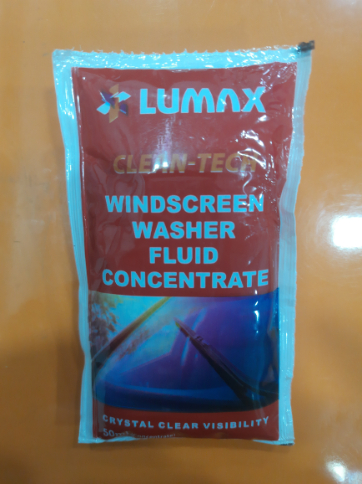 LUMAX
CLEAN-TECH
WINDSCREEN
WASHER
FLUID
CONCENTRATE
CRYSTAL CLEAR VISIBILITY